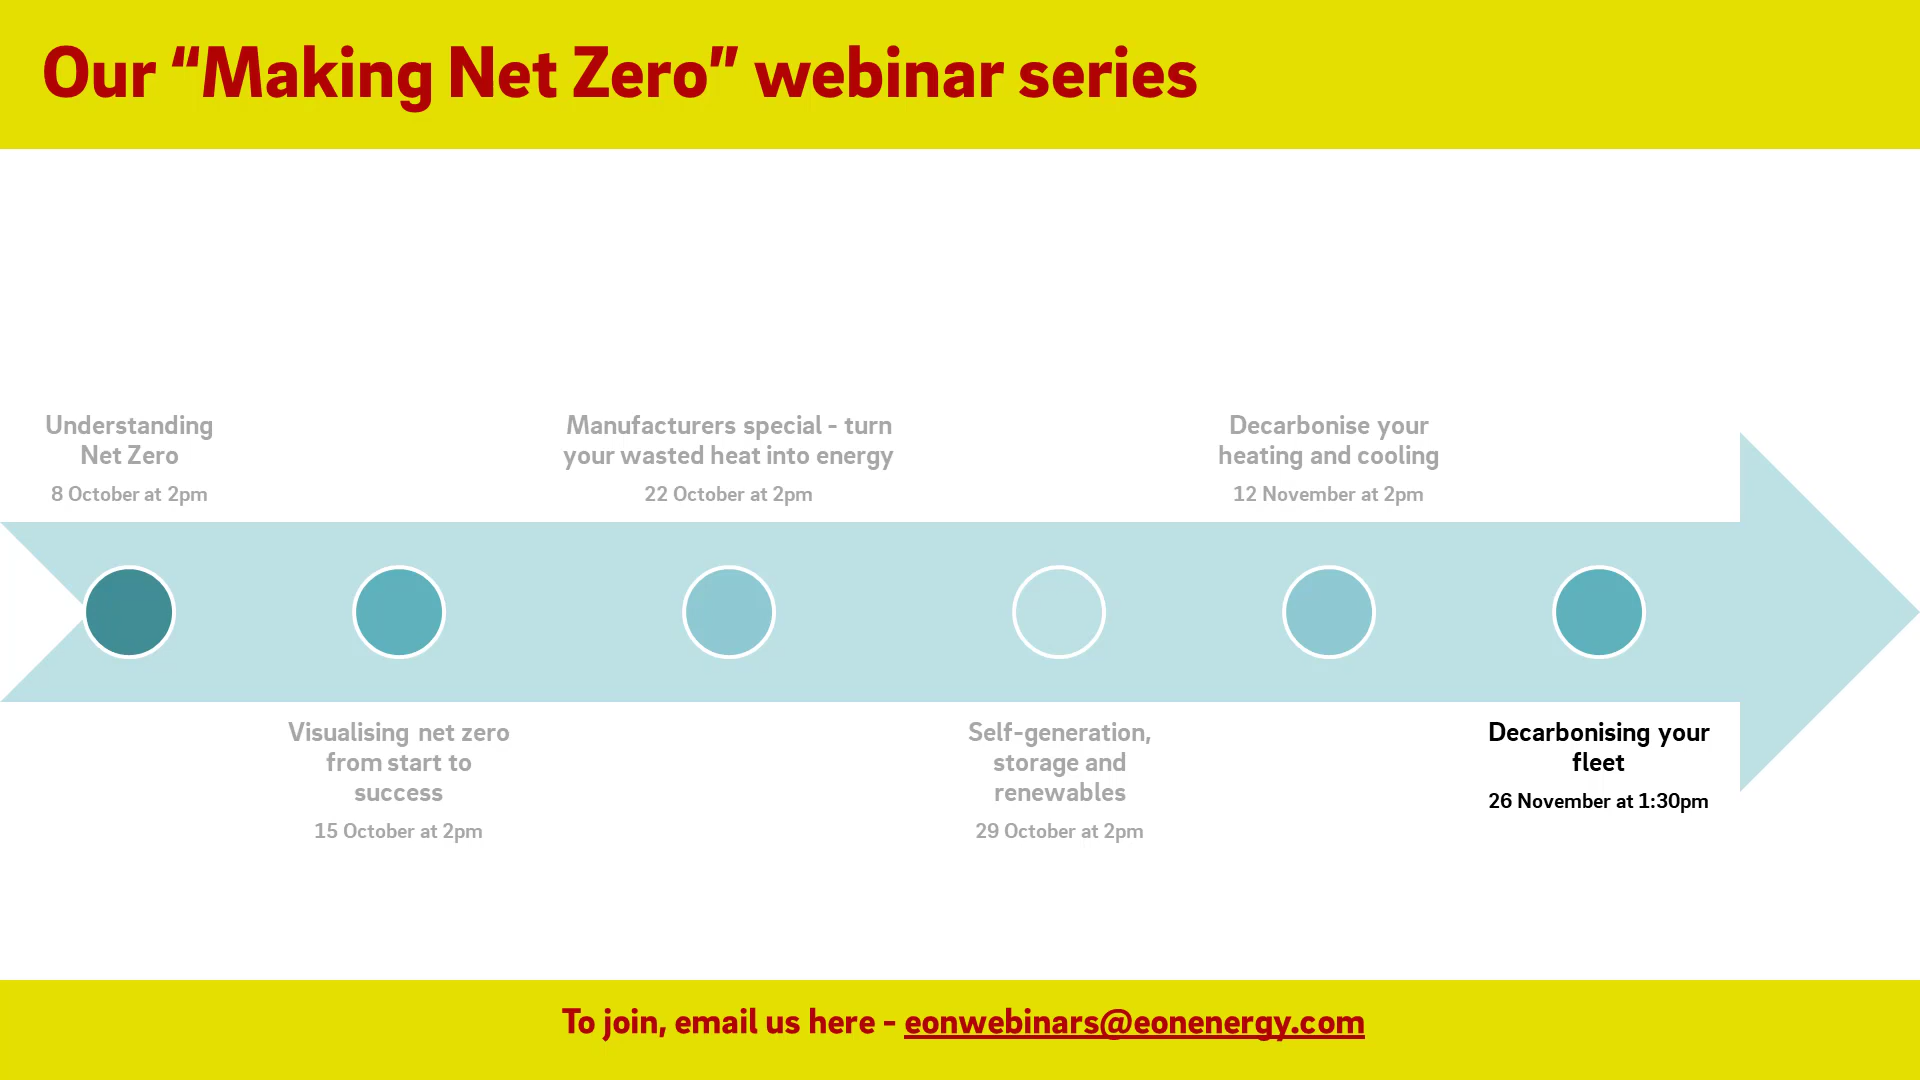 Our “Making Net Zero” webinar series
Understanding
Net Zero
8 October at 2pm
Manufacturers special - turn
your wasted heat into energy
22 October at 2pm
Decarbonise your
heating and cooling
12 November at 2pm
Visualising net zero
from start to
success
15 October at 2pm
Self-generation,
storage and
renewables
29 October at 2pm
Decarbonising your
fleet
26 November at 1:30pm
To join, email us here - eonwebinars@eonenergy.com